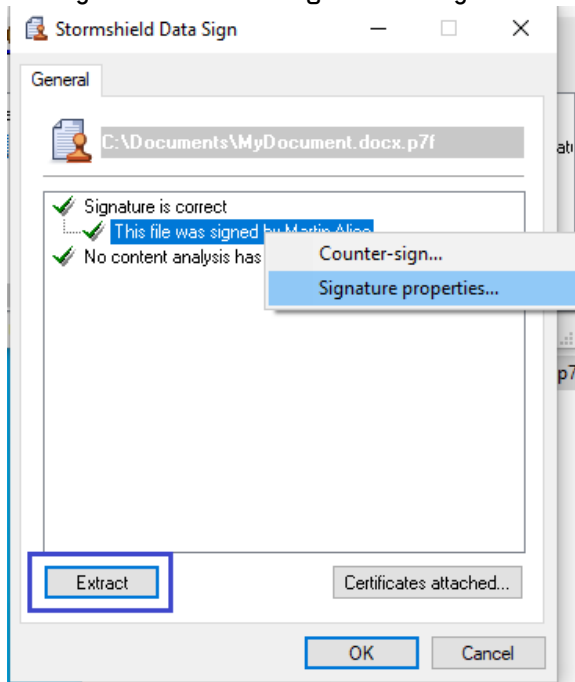 Stormshield Data Sign
General
C:\Documents\MyDocument.docx.p7f
Signature is correct
This file was signed by Martin Alice
No content analysis has
Counter-sign...
Signature properties...
p7
Extract
Certificates attached...
OK
Cancel